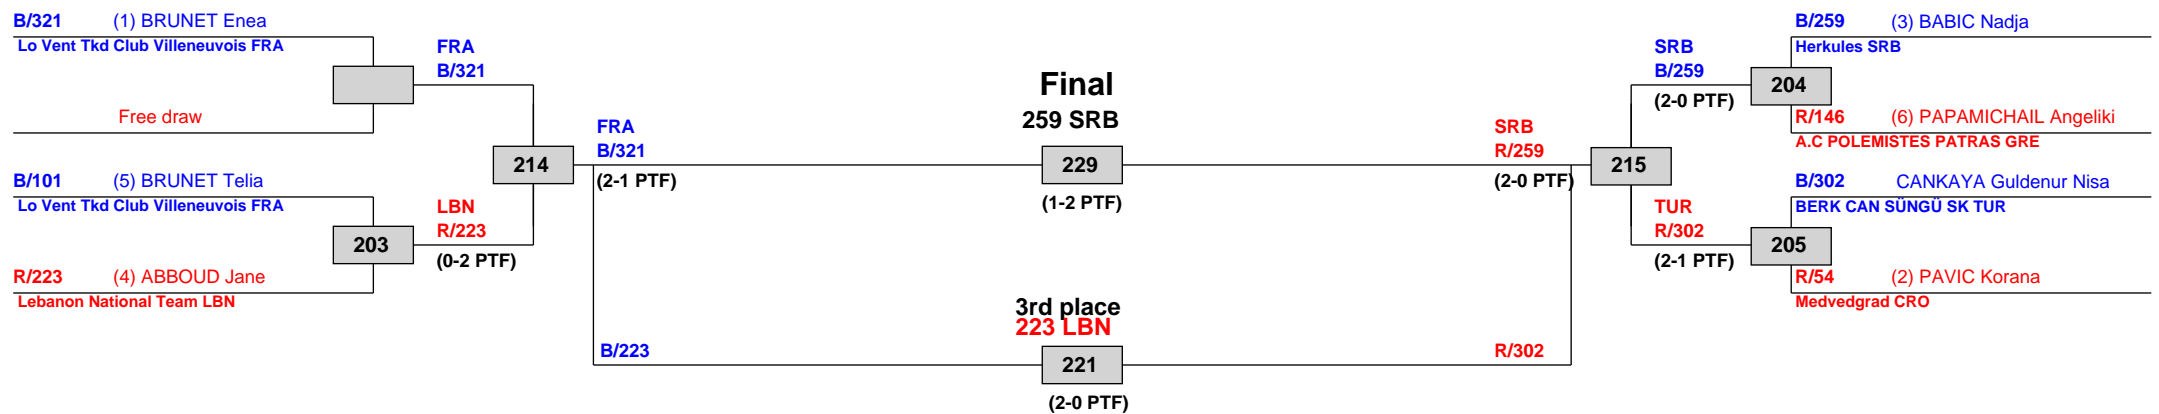 B/321 (1) BRUNET Enea
Lo Vent Tkd Club Villeneuvois FRA
Free draw
B/101 (5) BRUNET Telia
Lo Vent Tkd Club Villeneuvois FRA
203
R/223 (4) ABBOUD Jane
Lebanon National Team LBN
FRA
B/321
214
LBN
R/223
(0-2 PTF)
FRA
B/321
(2-1 PTF)
Final
259 SRB
229
(1-2 PTF)
3rd place
223 LBN
B/223
221
R/302
(2-0 PTF)
SRB
R/259
(2-0 PTF)
215
SRB
B/259
(2-0 PTF)
TUR
R/302
(2-1 PTF)
B/259 (3) BABIC Nadja
Herkules SRB
204
R/146 (6) PAPAMICHAIL Angeliki
A.C POLEMISTES PATRAS GRE
B/302 CANKAYA Guldenur Nisa
BERK CAN SÜNGÜ SK TUR
205
R/54 (2) PAVIC Korana
Medvedgrad CRO